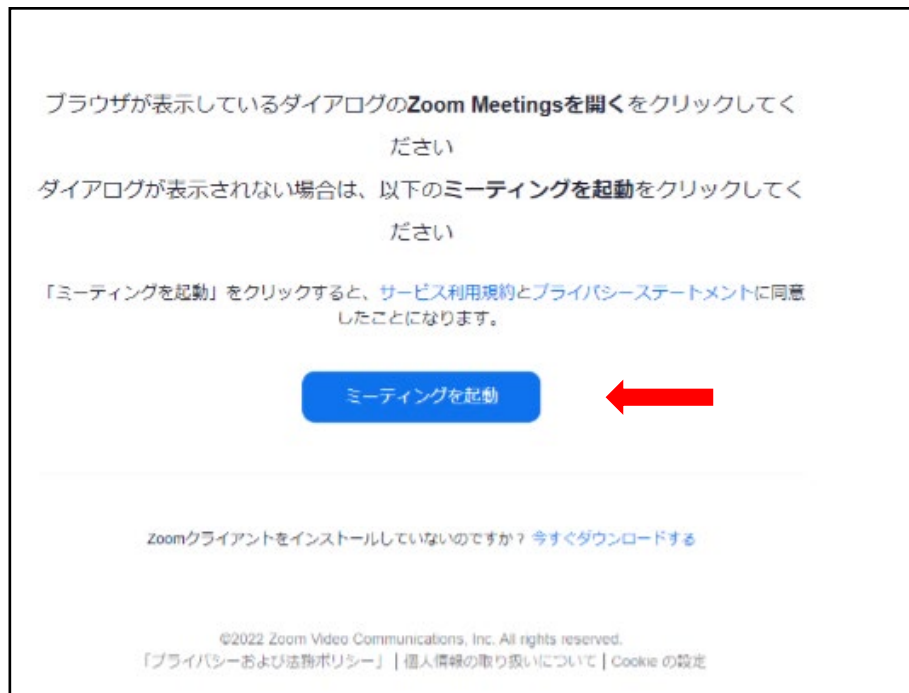 ブラウザが表示しているダイアログのZoom Meetingsを開くをクリックしてく
ださい
ダイアログが表示されない場合は、以下のミーティングを起動をクリックしてく
ださい
「ミーティングを起動」をクリックすると、サービス利用規約とプライバシーステートメントに同意
したことになります。
ミーティングを起動
Zoomクライアントをインストールしていないのですか？今すぐダウンロードする
©2022 Zoom Video Communications, Inc. All rights reserved.
「プライバシーおよび法務ポリシー」 | 個人情報の取り扱いについて | Cookie の設定